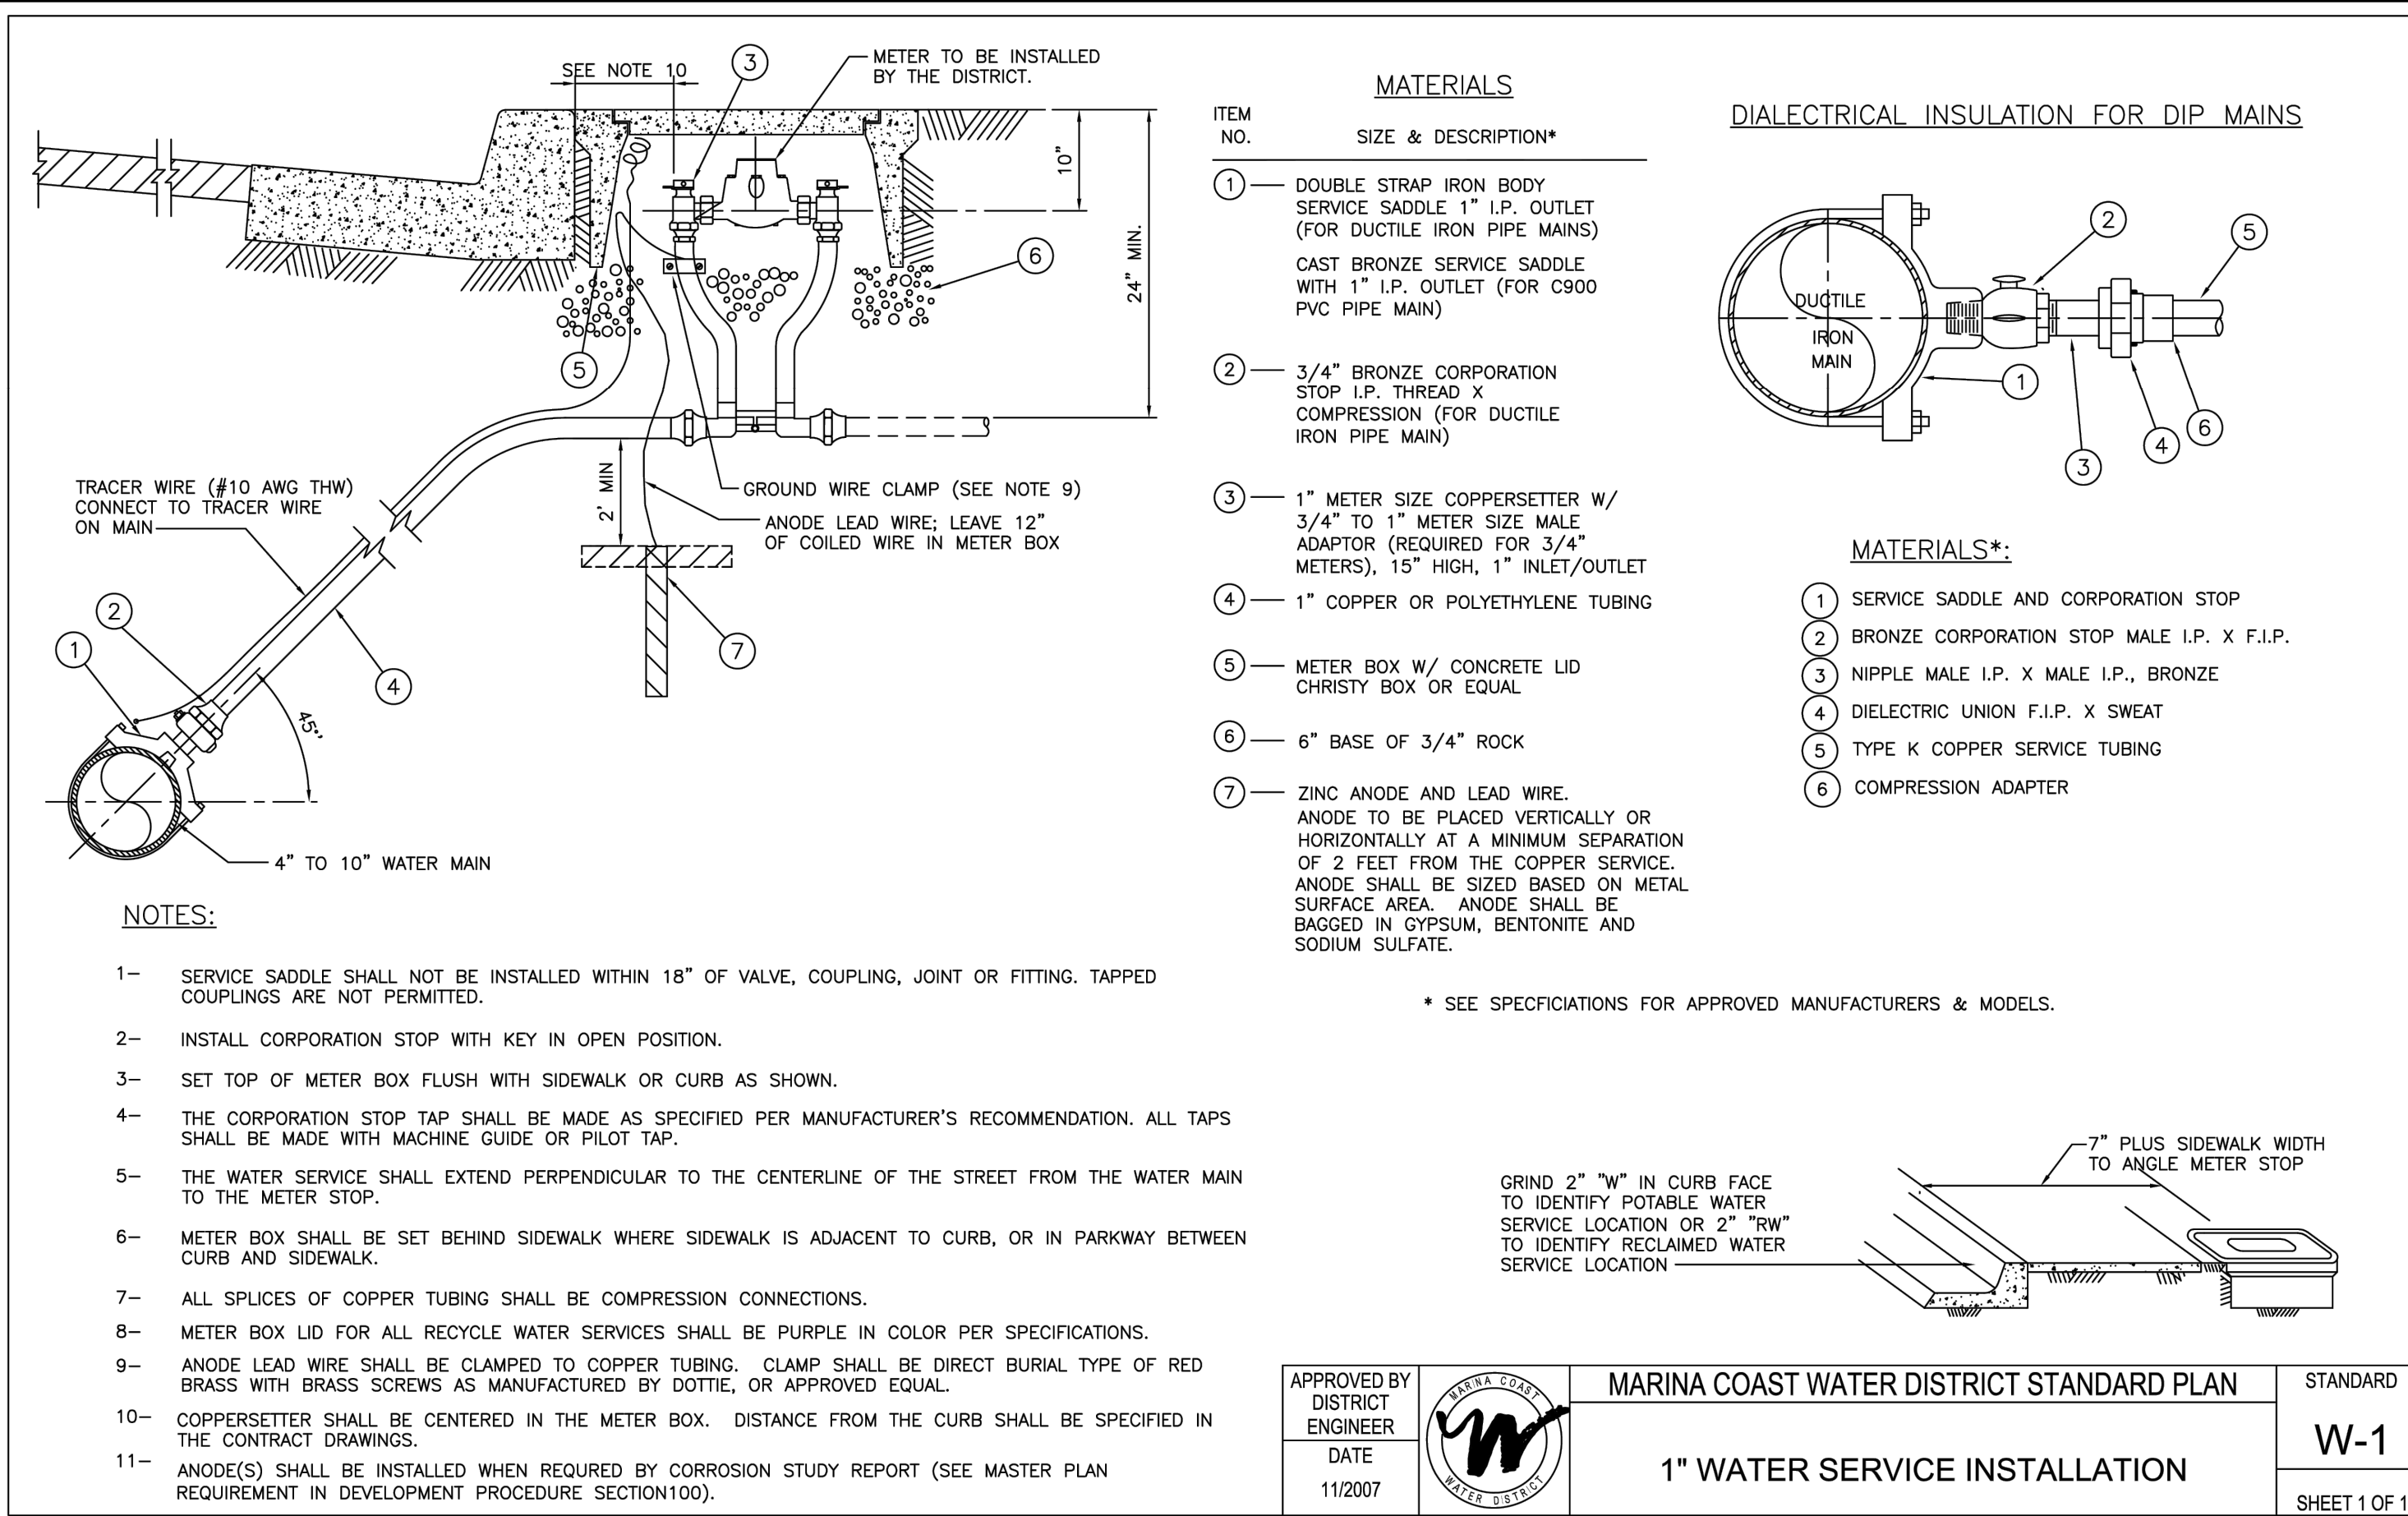 SEE NOTE 10
3
METER TO BE INSTALLED
BY THE DISTRICT.
10"
24" MIN.
6
5
TRACER WIRE (#10 AWG THW)
CONNECT TO TRACER WIRE
ON MAIN
2' MIN
GROUND WIRE CLAMP (SEE NOTE 9)
ANODE LEAD WIRE; LEAVE 12"
OF COILED WIRE IN METER BOX
2
1
7
4
45°'
4" TO 10" WATER MAIN
MATERIALS
ITEM
NO.
SIZE & DESCRIPTION*
1
DOUBLE STRAP IRON BODY
SERVICE SADDLE 1" I.P. OUTLET
(FOR DUCTILE IRON PIPE MAINS)
CAST BRONZE SERVICE SADDLE
WITH 1" I.P. OUTLET (FOR C900
PVC PIPE MAIN)
2
3/4" BRONZE CORPORATION
STOP I.P. THREAD X
COMPRESSION (FOR DUCTILE
IRON PIPE MAIN)
3
1" METER SIZE COPPERSETTER W/
3/4" TO 1" METER SIZE MALE
ADAPTOR (REQUIRED FOR 3/4"
METERS), 15" HIGH, 1" INLET/OUTLET
4
1" COPPER OR POLYETHYLENE TUBING
5
METER BOX W/ CONCRETE LID
CHRISTY BOX OR EQUAL
6
6" BASE OF 3/4" ROCK
7
ZINC ANODE AND LEAD WIRE.
ANODE TO BE PLACED VERTICALLY OR
HORIZONTALLY AT A MINIMUM SEPARATION
OF 2 FEET FROM THE COPPER SERVICE.
ANODE SHALL BE SIZED BASED ON METAL
SURFACE AREA. ANODE SHALL BE
BAGGED IN GYPSUM, BENTONITE AND
SODIUM SULFATE.
DIALECTRICAL INSULATION FOR DIP MAINS
2
5
DUCTILE
IRON
MAIN
1
6
4
3
MATERIALS*:
1 SERVICE SADDLE AND CORPORATION STOP
2 BRONZE CORPORATION STOP MALE I.P. X F.I.P.
3 NIPPLE MALE I.P. X MALE I.P., BRONZE
4 DIELECTRIC UNION F.I.P. X SWEAT
5 TYPE K COPPER SERVICE TUBING
6 COMPRESSION ADAPTER
* SEE SPECFICIATIONS FOR APPROVED MANUFACTURERS & MODELS.
NOTES:
1– SERVICE SADDLE SHALL NOT BE INSTALLED WITHIN 18" OF VALVE, COUPLING, JOINT OR FITTING. TAPPED
COUPLINGS ARE NOT PERMITTED.
2– INSTALL CORPORATION STOP WITH KEY IN OPEN POSITION.
3– SET TOP OF METER BOX FLUSH WITH SIDEWALK OR CURB AS SHOWN.
4– THE CORPORATION STOP TAP SHALL BE MADE AS SPECIFIED PER MANUFACTURER'S RECOMMENDATION. ALL TAPS
SHALL BE MADE WITH MACHINE GUIDE OR PILOT TAP.
5– THE WATER SERVICE SHALL EXTEND PERPENDICULAR TO THE CENTERLINE OF THE STREET FROM THE WATER MAIN
TO THE METER STOP.
6– METER BOX SHALL BE SET BEHIND SIDEWALK WHERE SIDEWALK IS ADJACENT TO CURB, OR IN PARKWAY BETWEEN
CURB AND SIDEWALK.
7– ALL SPLICES OF COPPER TUBING SHALL BE COMPRESSION CONNECTIONS.
8– METER BOX LID FOR ALL RECYCLE WATER SERVICES SHALL BE PURPLE IN COLOR PER SPECIFICATIONS.
9– ANODE LEAD WIRE SHALL BE CLAMPED TO COPPER TUBING. CLAMP SHALL BE DIRECT BURIAL TYPE OF RED
BRASS WITH BRASS SCREWS AS MANUFACTURED BY DOTTIE, OR APPROVED EQUAL.
10– COPPERSETTER SHALL BE CENTERED IN THE METER BOX. DISTANCE FROM THE CURB SHALL BE SPECIFIED IN
THE CONTRACT DRAWINGS.
11– ANODE(S) SHALL BE INSTALLED WHEN REQURED BY CORROSION STUDY REPORT (SEE MASTER PLAN
REQUIREMENT IN DEVELOPMENT PROCEDURE SECTION100).
7" PLUS SIDEWALK WIDTH
TO ANGLE METER STOP
GRIND 2" "W" IN CURB FACE
TO IDENTIFY POTABLE WATER
SERVICE LOCATION OR 2" "RW"
TO IDENTIFY RECLAIMED WATER
SERVICE LOCATION
APPROVED BY
DISTRICT
ENGINEER
DATE
11/2007
MARINA COAST
WATER DISTRICT
MARINA COAST WATER DISTRICT STANDARD PLAN
1" WATER SERVICE INSTALLATION
STANDARD
W-1
SHEET 1 OF 1